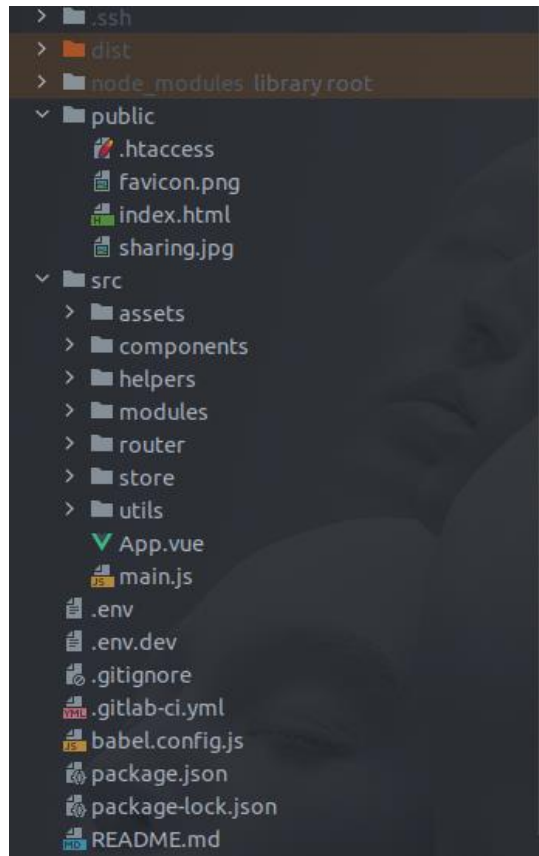 .ssh
dist
node_modules library root
public
.htaccess
favicon.png
index.html
sharing.jpg
src
assets
components
helpers
modules
router
store
utils
App.vue
main.js
.env
.env.dev
.gitignore
.gitlab-ci.yml
babel.config.js
package.json
package-lock.json
README.md